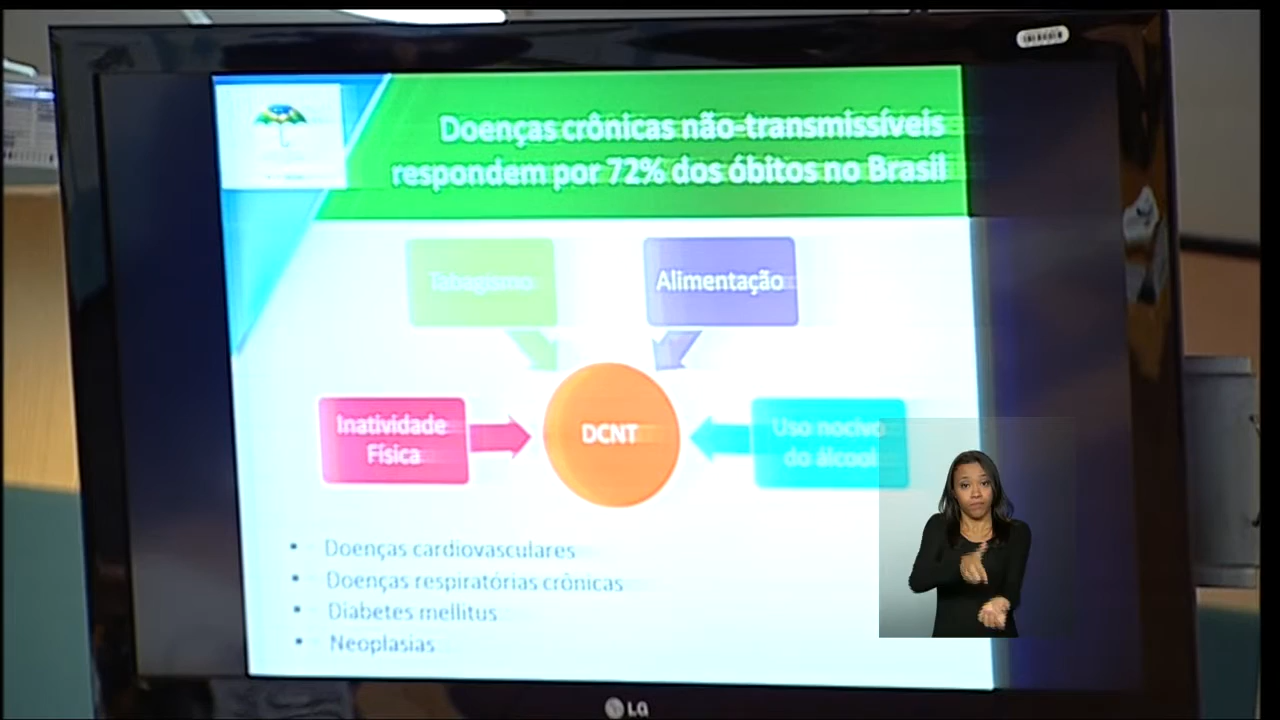 Doenças crônicas não-transmissíveis
respondem por 72% dos óbitos no Brasil
Tabagismo
Alimentação
Inatividade
Física
DCNT
Uso nocivo
do álcool
• Doenças cardiovasculares
• Doenças respiratórias crônicas
• Diabetes mellitus
• Neoplasias
LG